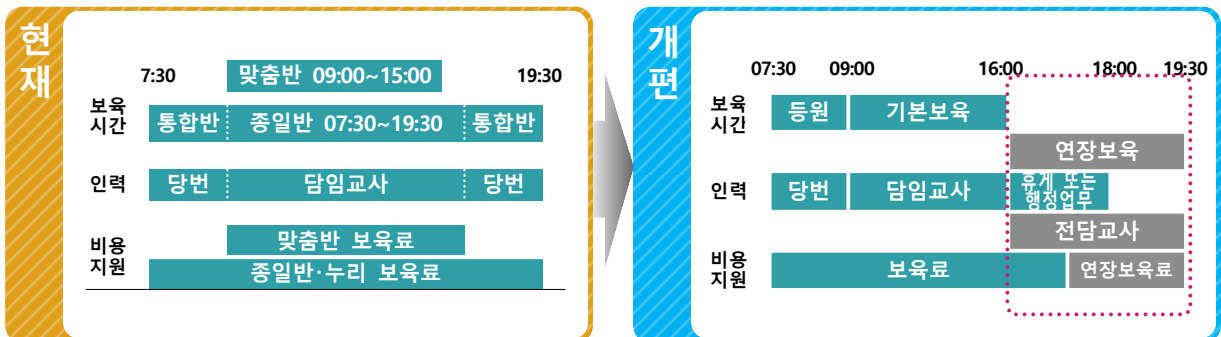 현재
7:30 맞춤반 09:00~15:00 19:30
보육시간 통합반 종일반 07:30~19:30 통합반
인력 당번 담임교사 당번
맞춤반 보육료
비용지원
종일반·누리 보육료
개편
07:30 09:00 16:00 18:00 19:30
보육시간 등원 기본보육
연장보육
인력 당번 담임교사 휴게 또는 행정업무
전담교사
비용지원 보육료 연장보육료